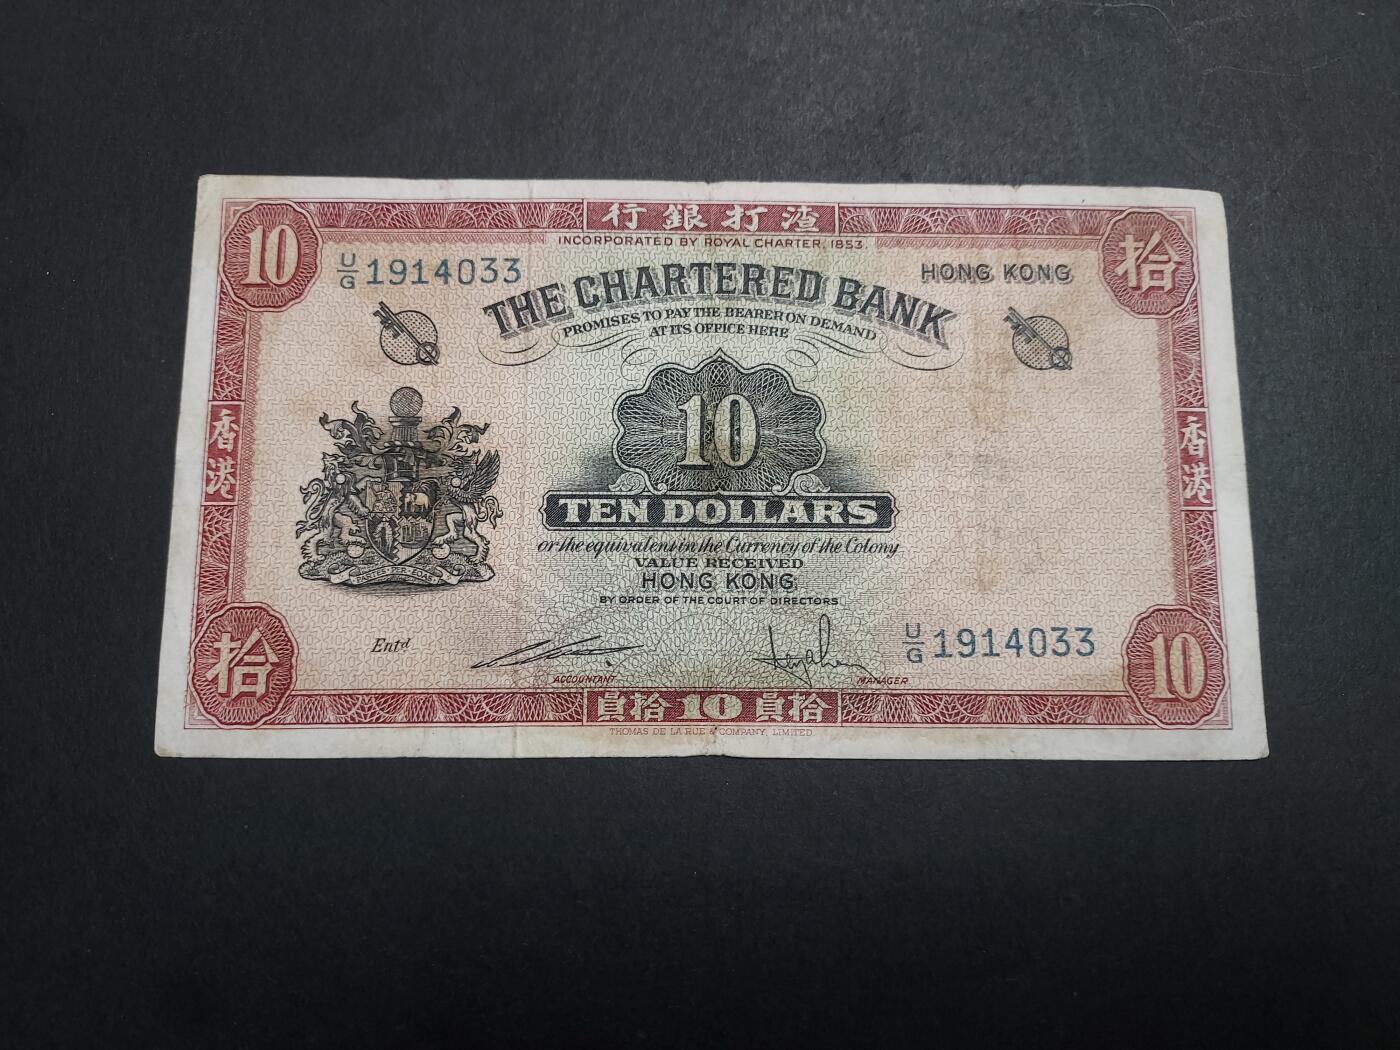 行銀打渣
INCORPORATED BY ROYAL CHARTER, 1853.
10
U/G 1914033
HONG KONG
拾
THE CHARTERED BANK
PROMISES TO PAY THE BEARER ON DEMAND
AT ITS OFFICE HERE
10
香港
香港
TEN DOLLARS
or the equivalent in the Currency of the Colony
VALUE RECEIVED
HONG KONG
BY ORDER OF THE COURT OF DIRECTORS
拾
Entd
U/G 1914033
10
ACCOUNTANT
MANAGER
員拾 10 員拾
THOMAS DE LA RUE & COMPANY, LIMITED.